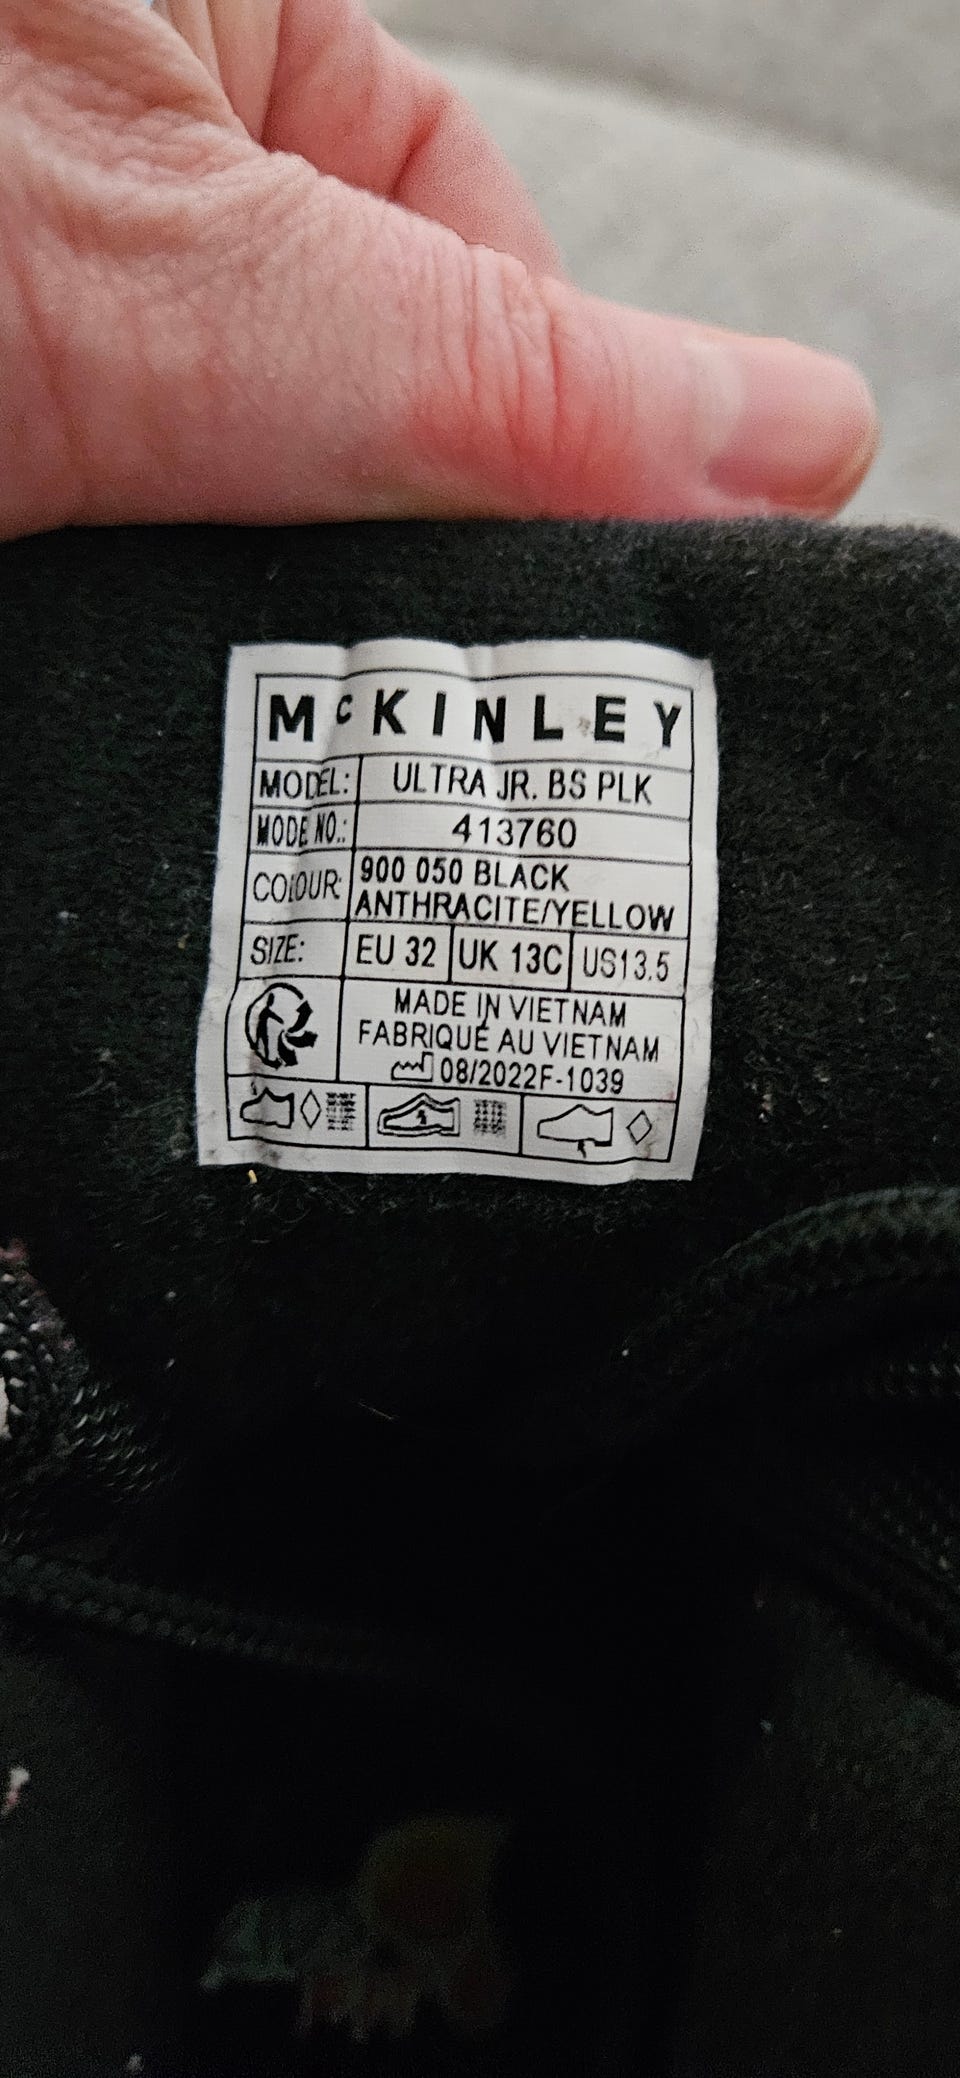 McKINLEY
MODEL: ULTRA JR. BS PLK
MODE NO.: 413760
COLOUR: 900 050 BLACK
ANTHRACITE/YELLOW
SIZE: EU 32 UK 13C US13.5
MADE IN VIETNAM
FABRIQUÉ AU VIETNAM
08/2022F-1039